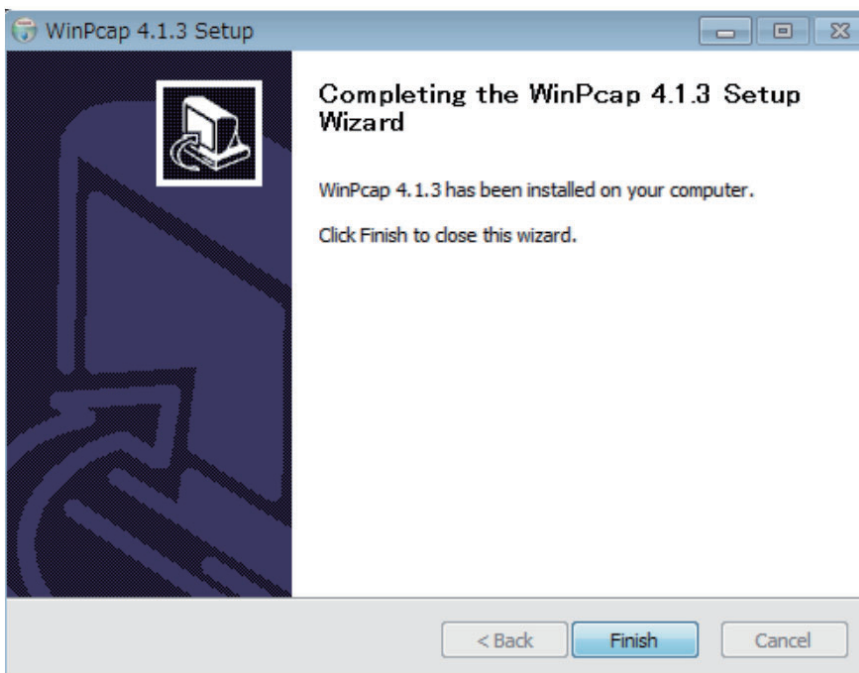 WinPcap 4.1.3 Setup
Completing the WinPcap 4.1.3 Setup
Wizard
WinPcap 4.1.3 has been installed on your computer.
Click Finish to close this wizard.
< Back
Finish
Cancel